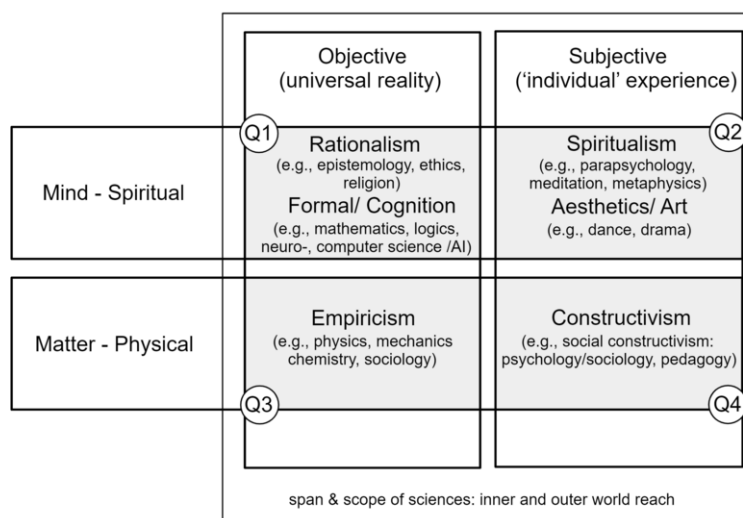 Objective
(universal reality)
Subjective
('individual' experience)
Q1
Q2
Mind - Spiritual
Rationalism
(e.g., epistemology, ethics,
religion)
Formal/ Cognition
(e.g., mathematics, logics,
neuro-, computer science /AI)
Spiritualism
(e.g., parapsychology,
meditation, metaphysics)
Aesthetics/ Art
(e.g., dance, drama)
Matter - Physical
Empiricism
(e.g., physics, mechanics
chemistry, sociology)
Constructivism
(e.g., social constructivism:
psychology/sociology, pedagogy)
Q3
Q4
span & scope of sciences: inner and outer world reach